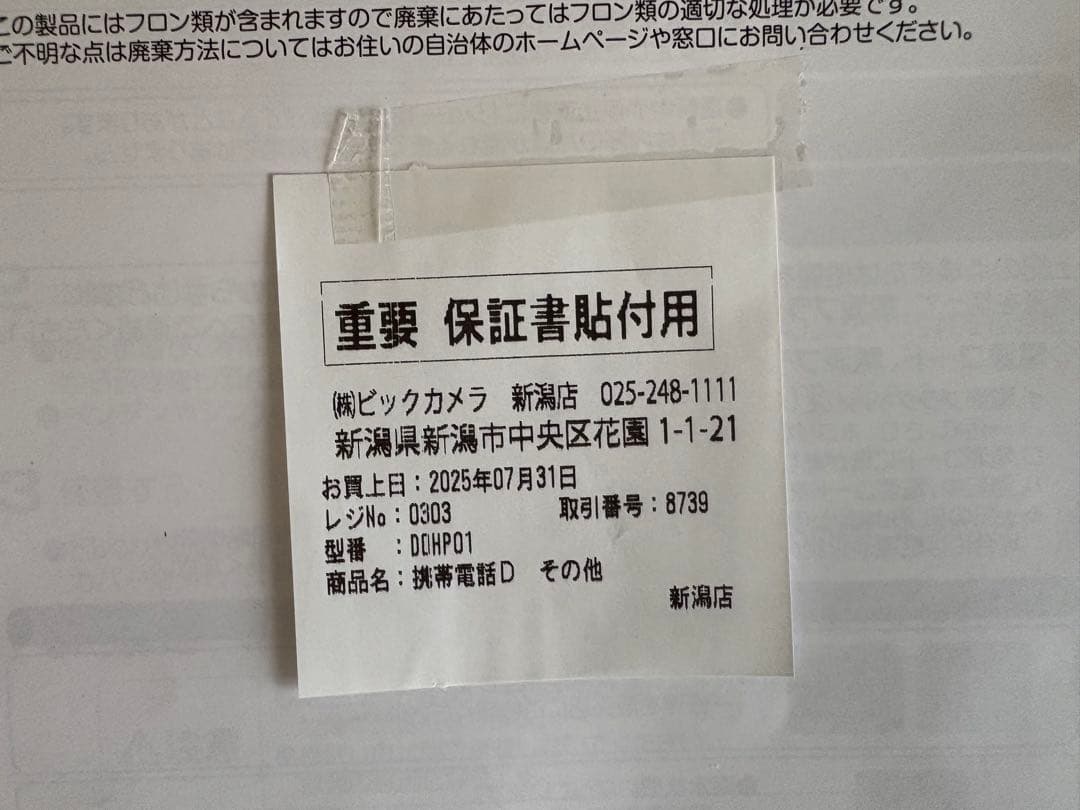 この製品にはフロン類が含まれますので廃棄にあたってはフロン類の適切な処理が必要です。
ご不明な点は廃棄方法についてはお住いの自治体のホームページや窓口にお問い合わせください。
重要 保証書貼付用
㈱ビックカメラ 新潟店 025-248-1111
新潟県新潟市中央区花園1-1-21
お買上日：2025年07月31日
レジNo：0303 取引番号：8739
型番 ：DOHP01
商品名：携帯電話D その他
新潟店